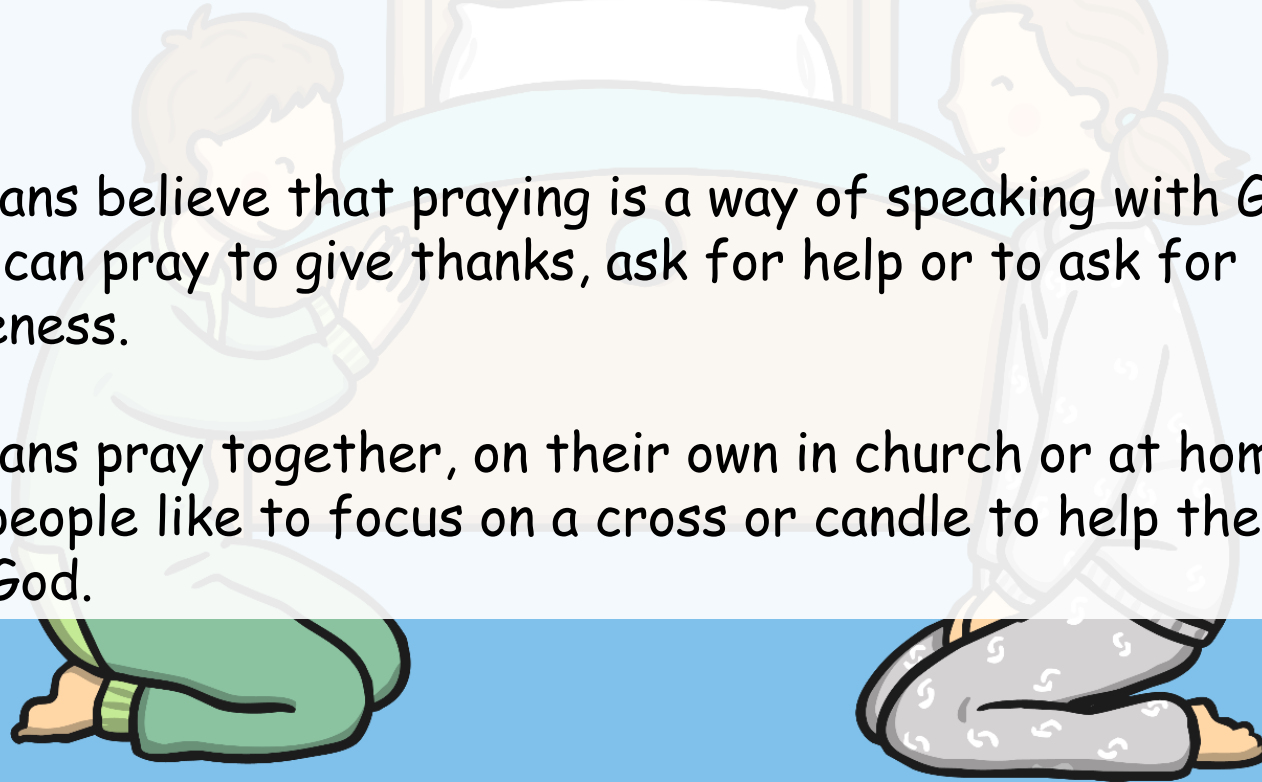 ans believe that praying is a way of speaking with G
can pray to give thanks, ask for help or to ask for
eness.
ans pray together, on their own in church or at hom
people like to focus on a cross or candle to help the
God.